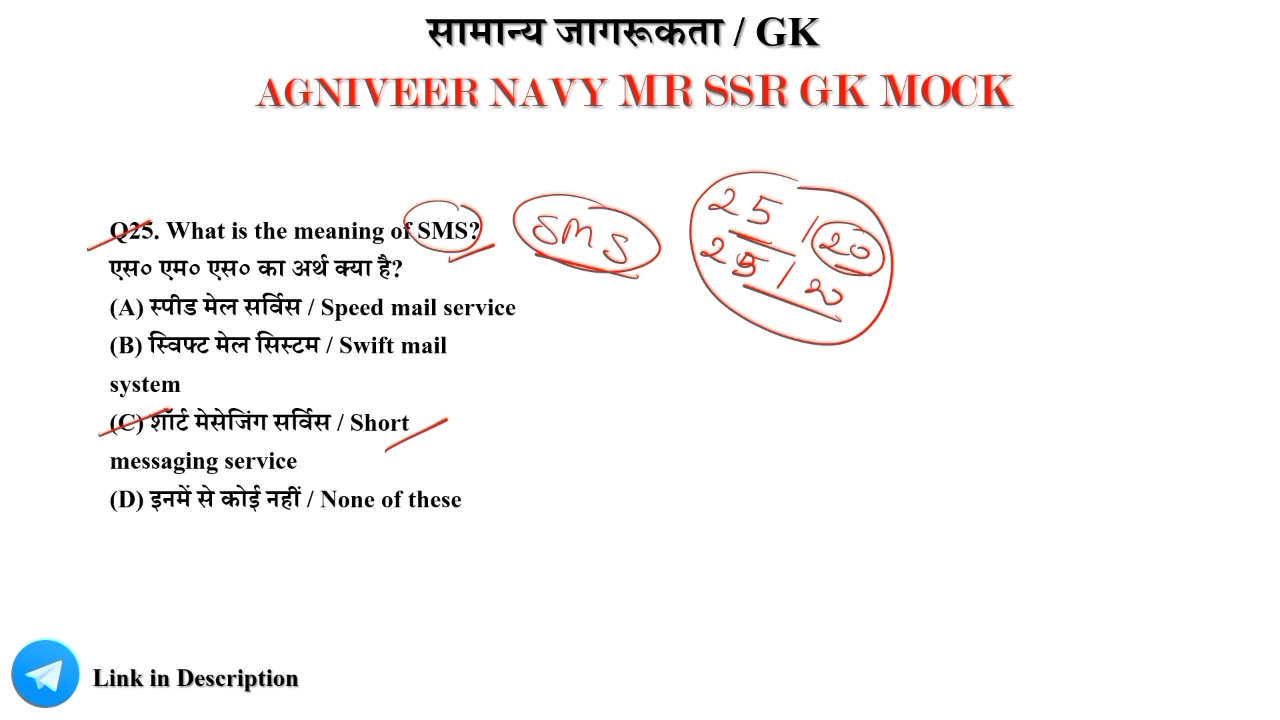 सामान्य जागरूकता / GK
AGNIVEER NAVY MR SSR GK MOCK
Q25. What is the meaning of SMS?
SMS
25 / 20
25 / 20
एस० एम० एस० का अर्थ क्या है?
(A) स्पीड मेल सर्विस / Speed mail service
(B) स्विफ्ट मेल सिस्टम / Swift mail
system
(C) शॉर्ट मेसेजिंग सर्विस / Short
messaging service
(D) इनमें से कोई नहीं / None of these
Link in Description